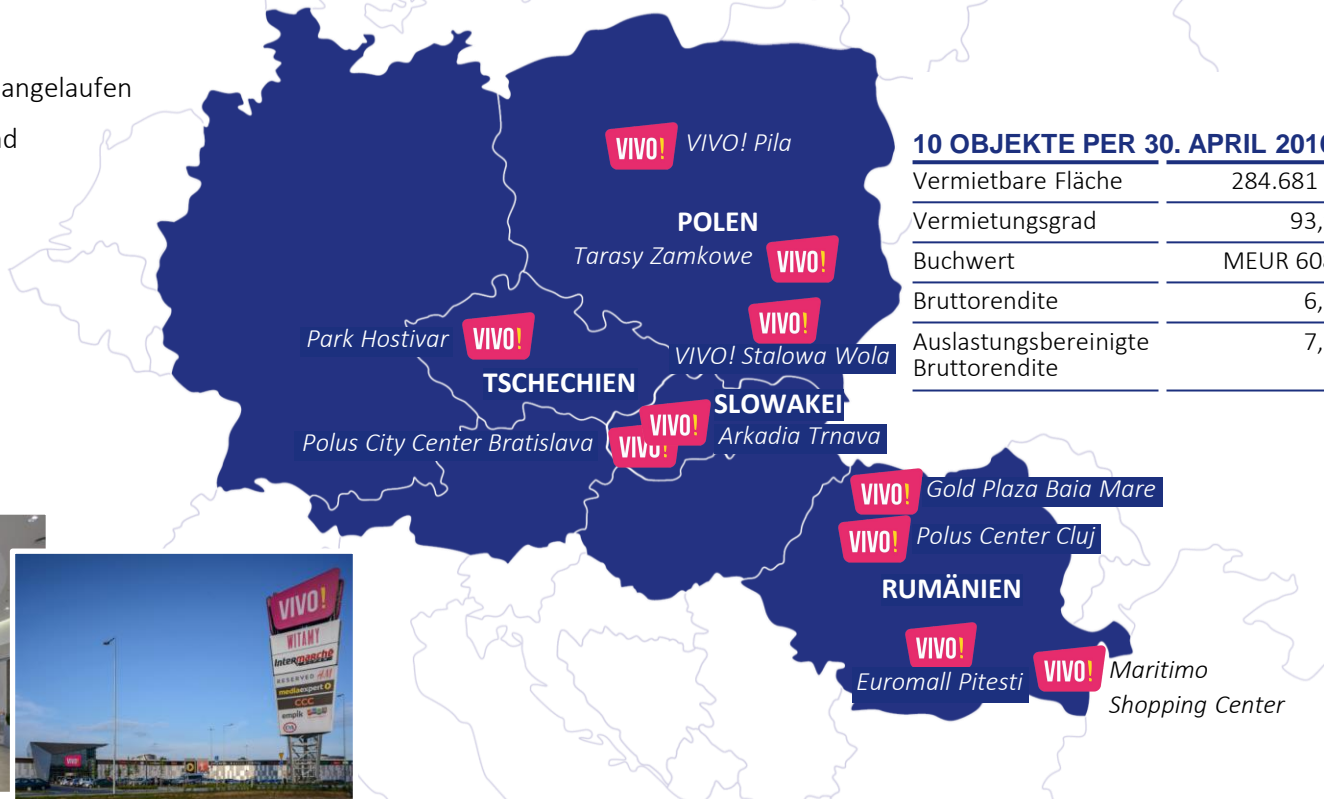 angelaufen
VIVO! VIVO! Pila
POLEN
Tarasy Zamkowe VIVO!
VIVO!
VIVO! Stalowa Wola
Park Hostivar VIVO!
TSCHECHIEN
SLOWAKEI
VIVO! Arkadia Trnava
Polus City Center Bratislava VIVO!
VIVO! Gold Plaza Baia Mare
VIVO! Polus Center Cluj
RUMÄNIEN
VIVO!
Euromall Pitesti
VIVO! Maritimo
Shopping Center
10 OBJEKTE PER 30. APRIL 2016
Vermietbare Fläche 284.681
Vermietungsgrad 93,
Buchwert MEUR 608
Bruttorendite 6,
Auslastungsbereinigte 7,
Bruttorendite
VIVO!
WITAMY
Intermarché
RESERVED H&M
mediaexpert
CCC
empik
VIVO!